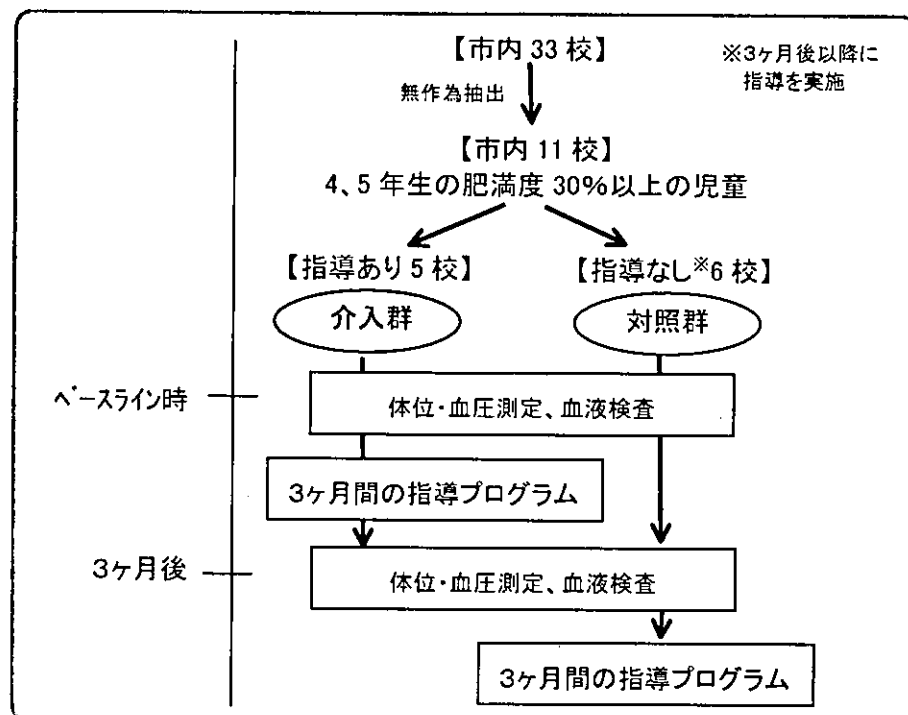 【市内 33 校】
※3ヶ月後以降に
指導を実施
無作為抽出
【市内 11 校】
4、5 年生の肥満度 30%以上の児童
【指導あり 5 校】
【指導なし※6 校】
介入群
対照群
ベースライン時
体位・血圧測定、血液検査
3ヶ月間の指導プログラム
3ヶ月後
体位・血圧測定、血液検査
3ヶ月間の指導プログラム